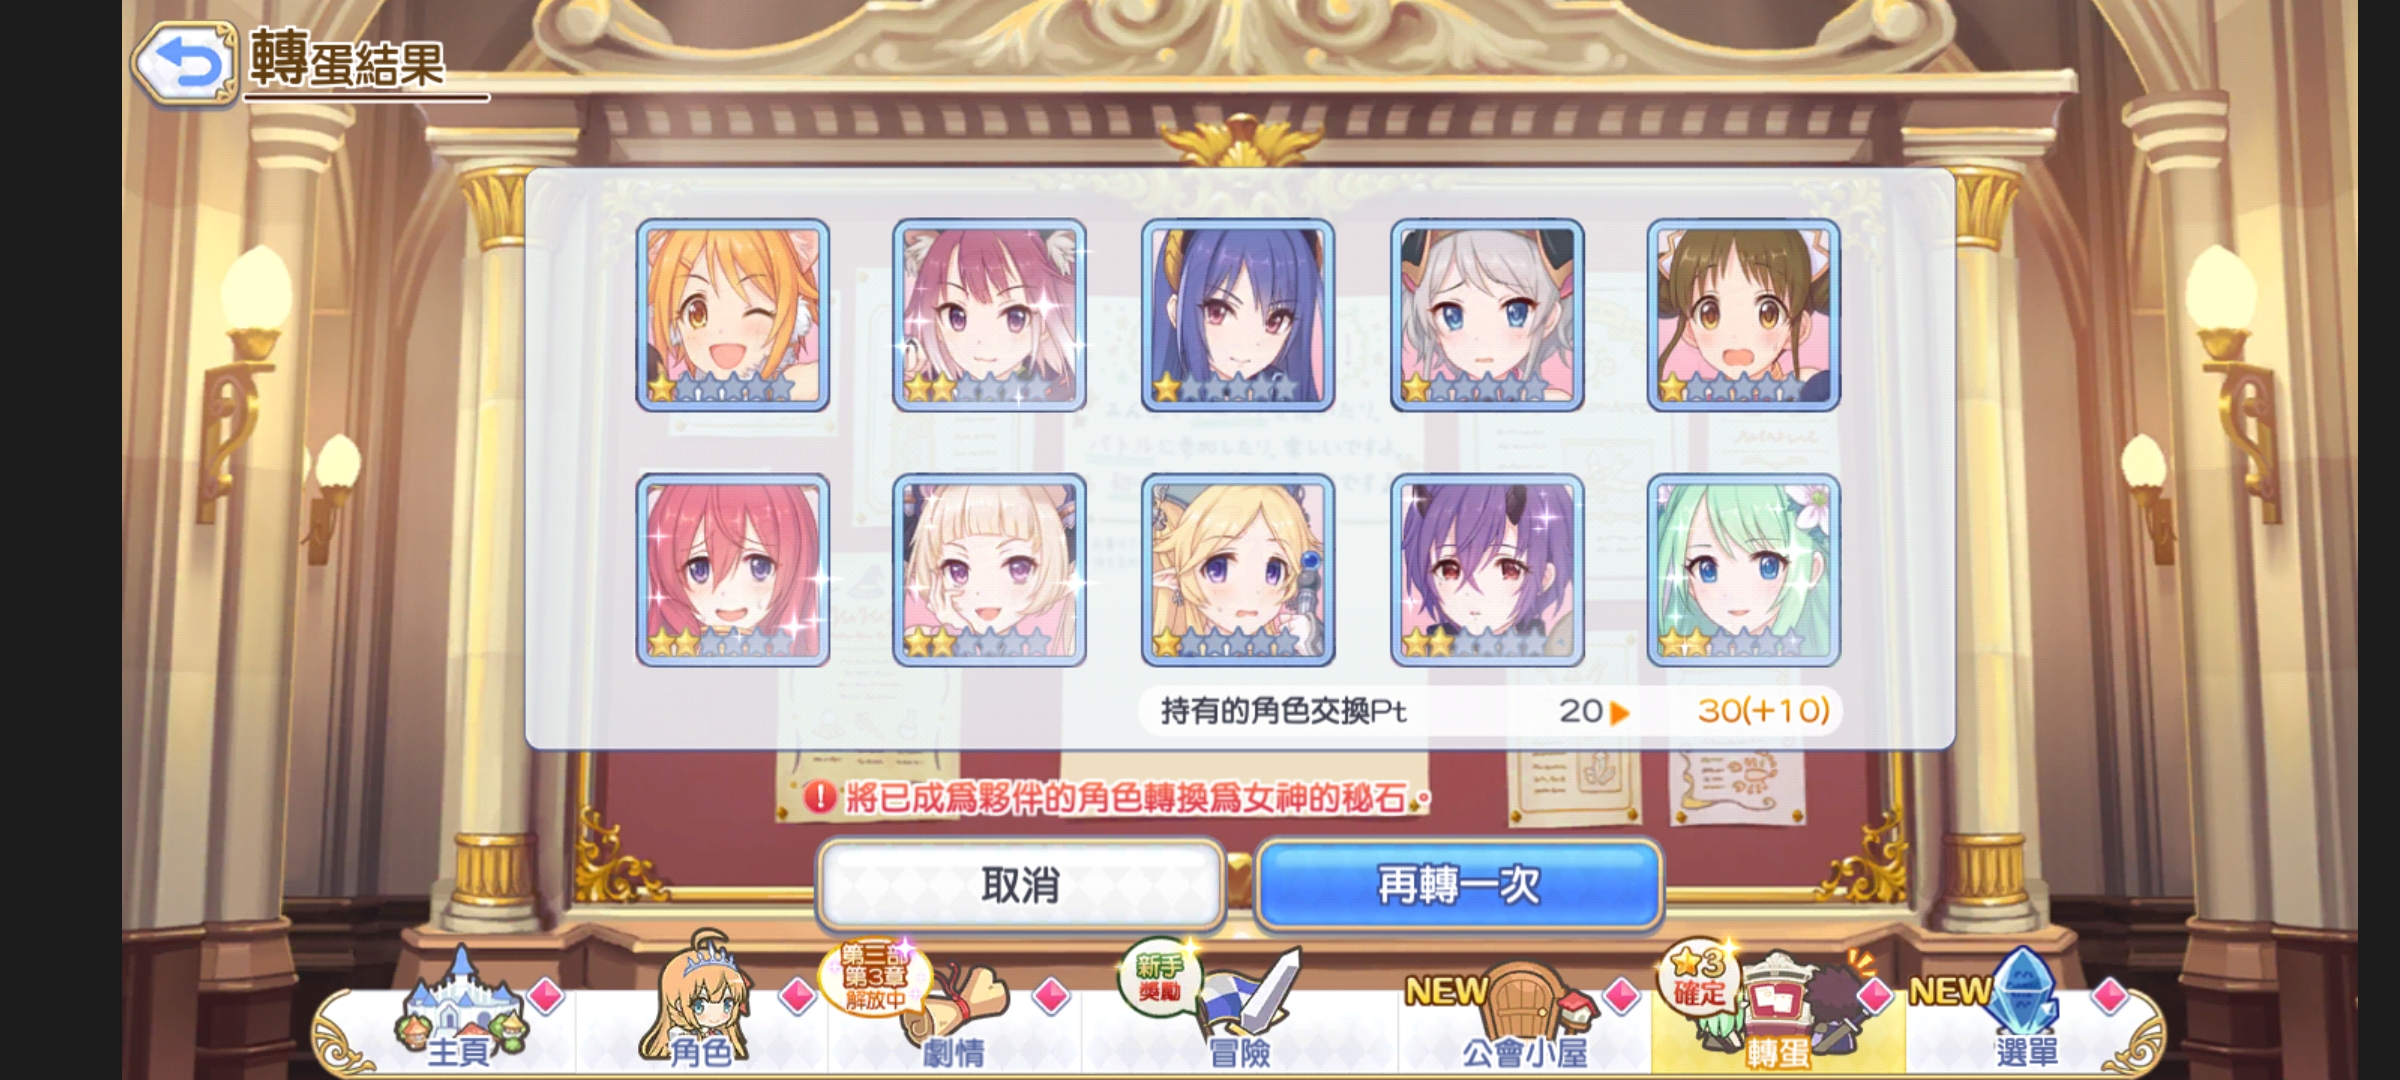 轉蛋結果
持有的角色交換Pt 20 30(+10)
將已成為夥伴的角色轉換為女神的秘石。
取消
再轉一次
第三部
第3章
解放中
新手
獎勵
NEW
3
確定
NEW
主頁
角色
劇情
冒險
公會小屋
轉蛋
選單